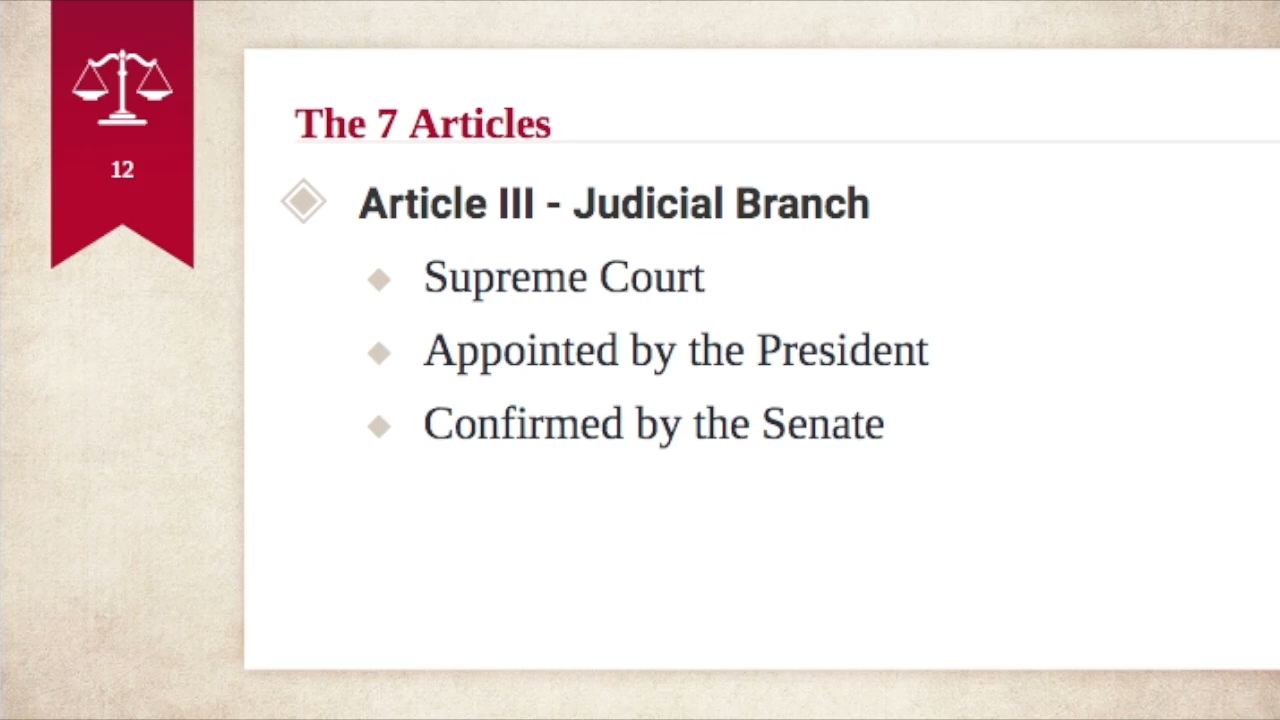 12
The 7 Articles
Article III - Judicial Branch
Supreme Court
Appointed by the President
Confirmed by the Senate